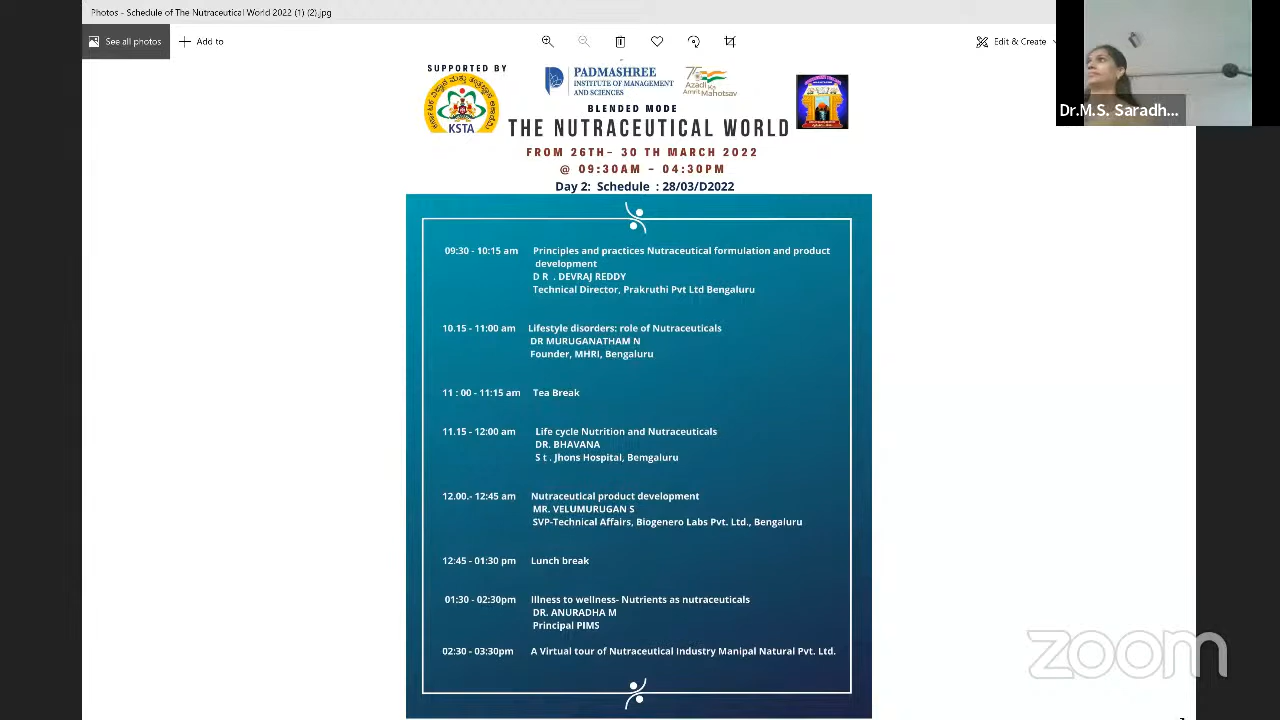 Photos - Schedule of The Nutraceutical World 2022 (1) (2).jpg
See all photos
Add to
Edit & Create
Dr.M.S. Saradh...
SUPPORTED BY
KSTA
PADMASHREE
INSTITUTE OF MANAGEMENT
AND SCIENCES
Azadi Ka
Amrit Mahotsav
BLENDED MODE
THE NUTRACEUTICAL WORLD
FROM 26TH- 30 TH MARCH 2022
@ 09:30AM - 04:30PM
Day 2: Schedule : 28/03/D2022
09:30 - 10:15 am Principles and practices Nutraceutical formulation and product
development
D R . DEVRAJ REDDY
Technical Director, Prakruthi Pvt Ltd Bengaluru
10.15 - 11:00 am Lifestyle disorders: role of Nutraceuticals
DR MURUGANATHAM N
Founder, MHRI, Bengaluru
11 : 00 - 11:15 am Tea Break
11.15 - 12:00 am Life cycle Nutrition and Nutraceuticals
DR. BHAVANA
S t . Jhons Hospital, Bemgaluru
12.00.- 12:45 am Nutraceutical product development
MR. VELUMURUGAN S
SVP-Technical Affairs, Biogenero Labs Pvt. Ltd., Bengaluru
12:45 - 01:30 pm Lunch break
01:30 - 02:30pm Illness to wellness- Nutrients as nutraceuticals
DR. ANURADHA M
Principal PIMS
02:30 - 03:30pm A Virtual tour of Nutraceutical Industry Manipal Natural Pvt. Ltd.
zoom